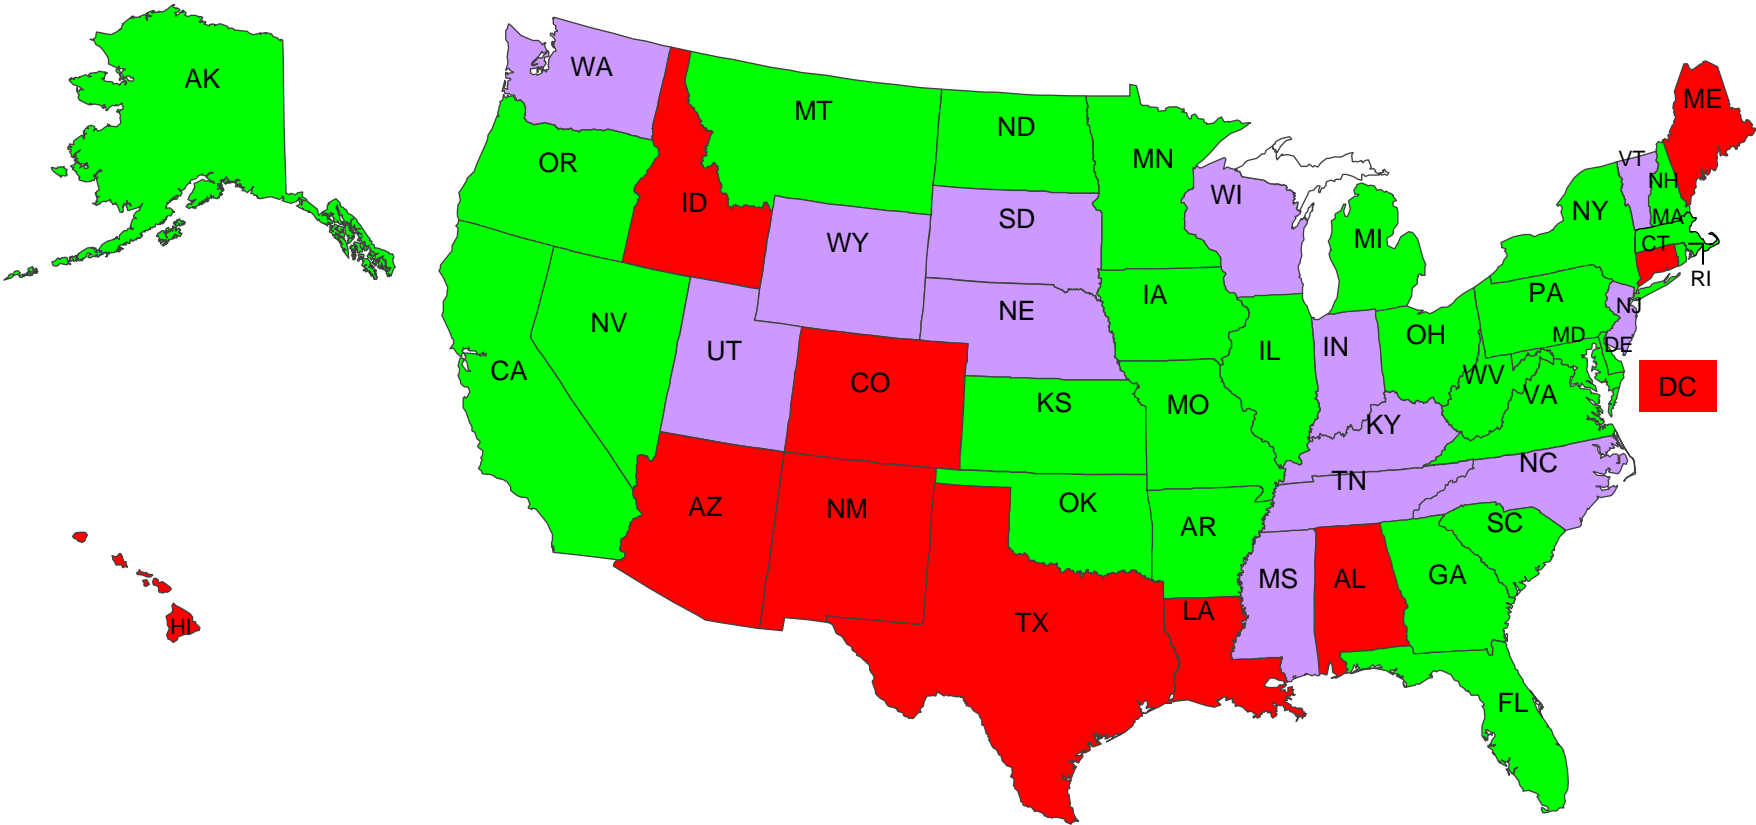 AK
WA
MT
ND
MN
ME
OR
ID
WI
VT
NH
SD
NY
MA
WY
MI
CT
RI
NE
IA
PA
NJ
NV
UT
IL
IN
OH
MD
DE
CA
CO
KS
MO
WV
VA
DC
KY
NC
TN
AZ
NM
OK
AR
SC
MS
AL
GA
HI
TX
LA
FL